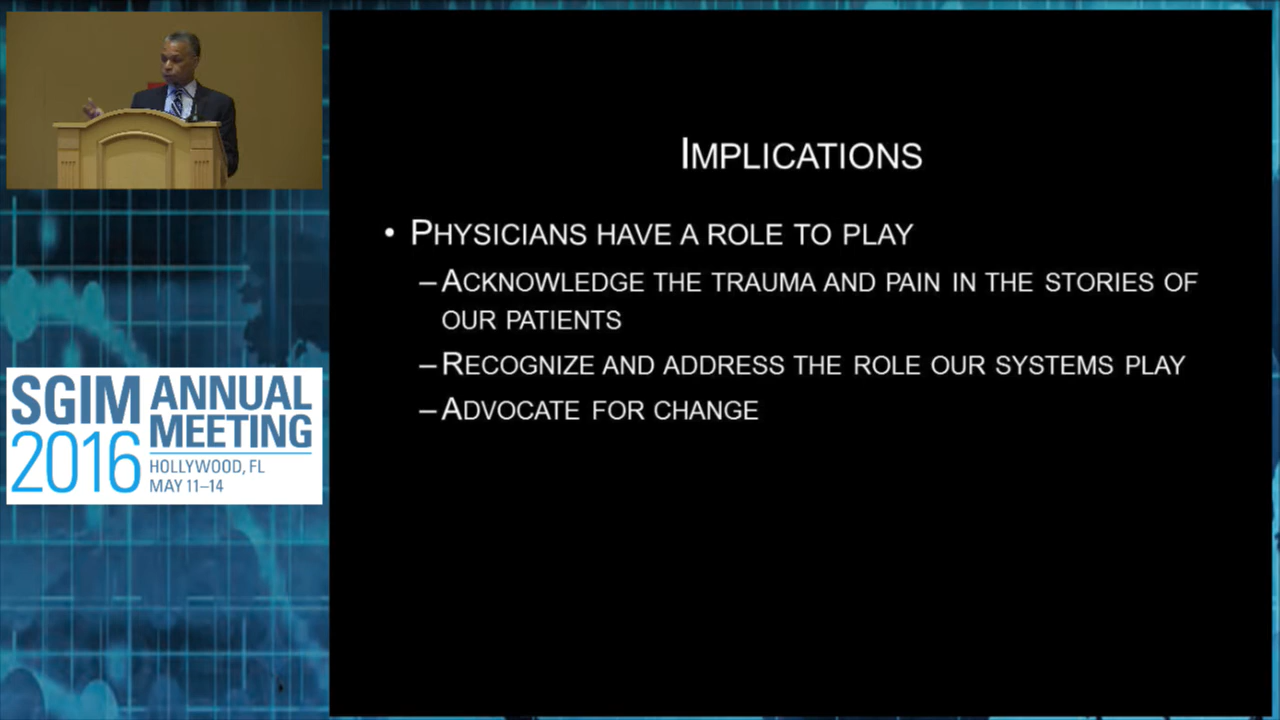 IMPLICATIONS
• PHYSICIANS HAVE A ROLE TO PLAY
– ACKNOWLEDGE THE TRAUMA AND PAIN IN THE STORIES OF
OUR PATIENTS
– RECOGNIZE AND ADDRESS THE ROLE OUR SYSTEMS PLAY
– ADVOCATE FOR CHANGE
SGIM ANNUAL
2016 MEETING
HOLLYWOOD, FL
MAY 11–14